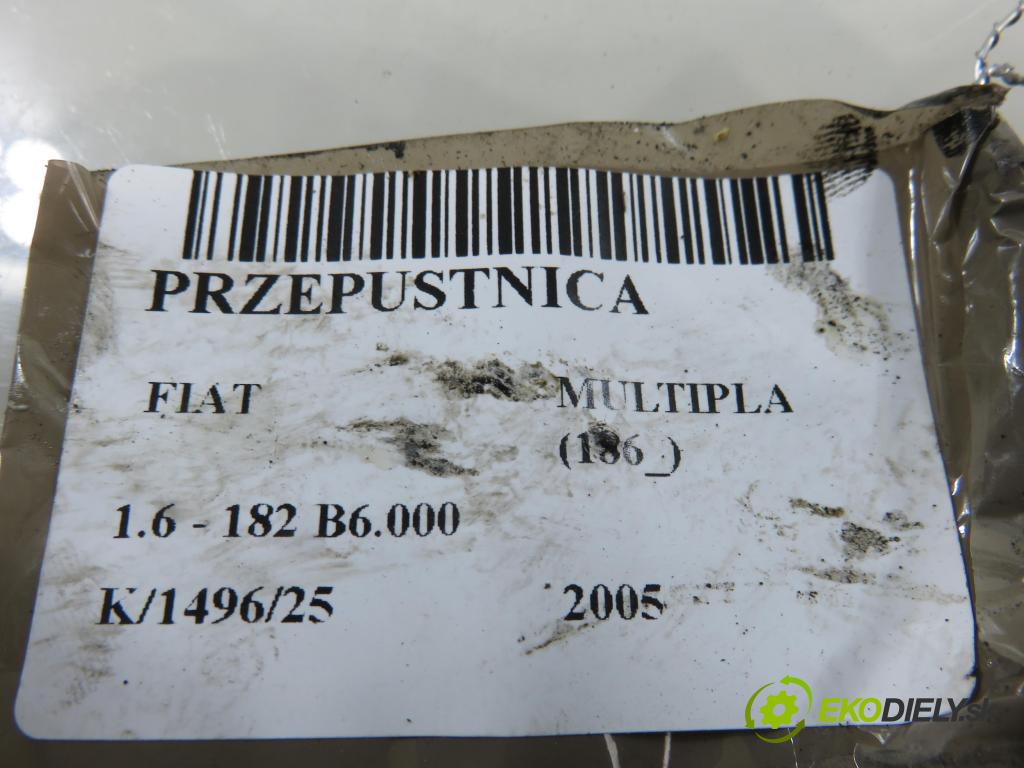 PRZEPUSTNICA
FIAT MULTIPLA
(186_)
1.6 - 182 B6.000
K/1496/25 2005
EKODIELY.sk